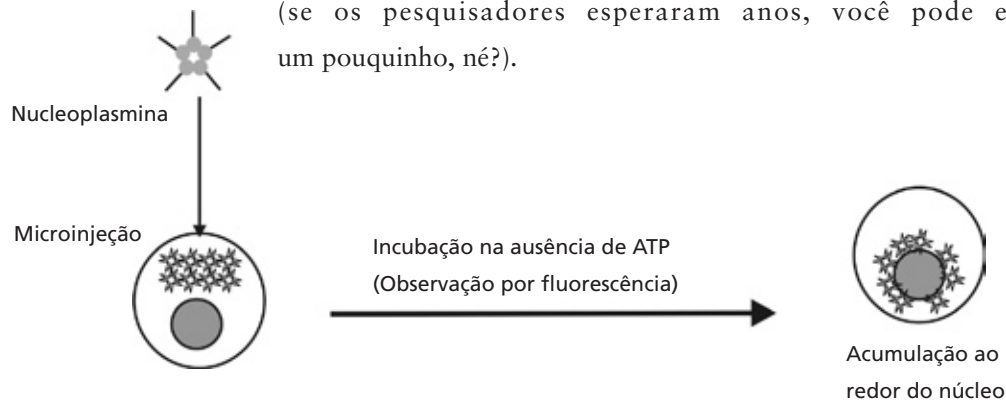 (se os pesquisadores esperaram anos, você pode e
um pouquinho, né?).
Nucleoplasmina
Microinjeção
Incubação na ausência de ATP
(Observação por fluorescência)
Acumulação ao
redor do núcleo